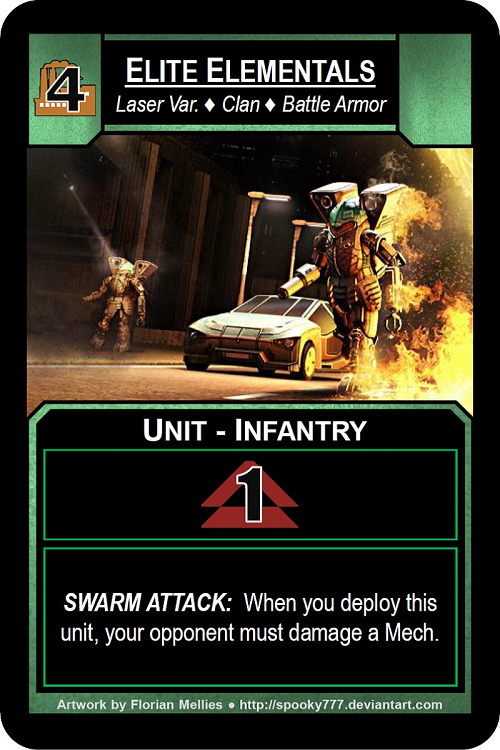 4
ELITE ELEMENTALS
Laser Var. ♦ Clan ♦ Battle Armor
UNIT - INFANTRY
1
SWARM ATTACK: When you deploy this
unit, your opponent must damage a Mech.
Artwork by Florian Mellies ● http://spooky777.deviantart.com